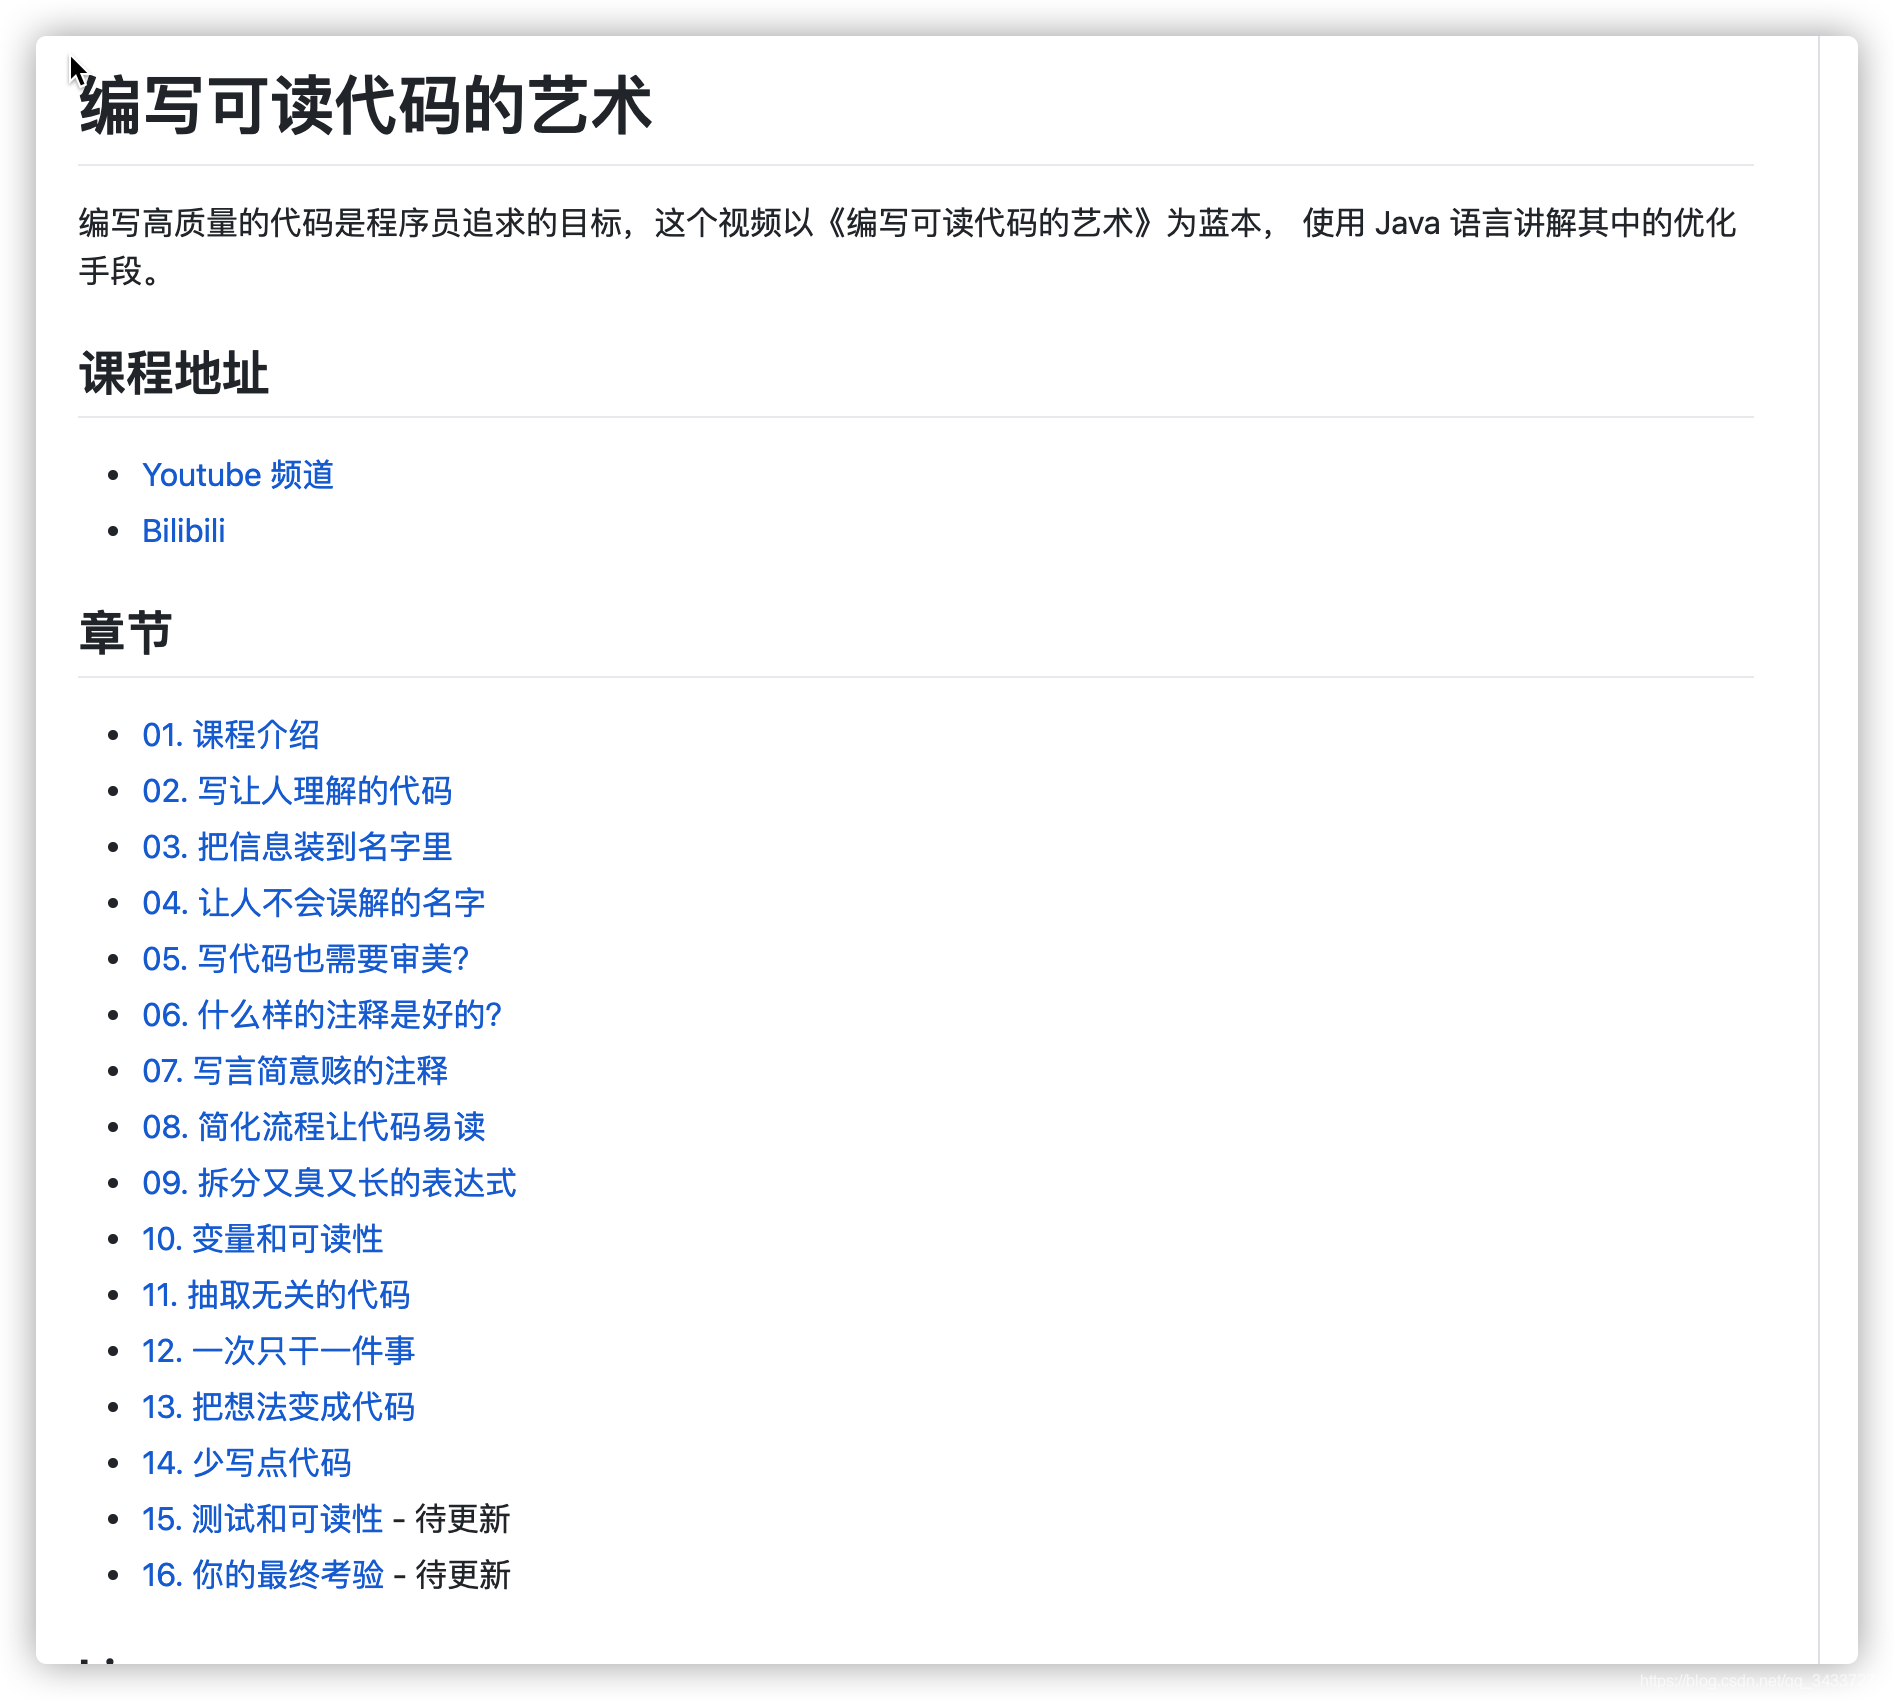 编写可读代码的艺术
编写高质量的代码是程序员追求的目标，这个视频以《编写可读代码的艺术》为蓝本， 使用 Java 语言讲解其中的优化
手段。
课程地址
Youtube 频道
Bilibili
章节
01. 课程介绍
02. 写让人理解的代码
03. 把信息装到名字里
04. 让人不会误解的名字
05. 写代码也需要审美?
06. 什么样的注释是好的?
07. 写言简意赅的注释
08. 简化流程让代码易读
09. 拆分又臭又长的表达式
10. 变量和可读性
11. 抽取无关的代码
12. 一次只干一件事
13. 把想法变成代码
14. 少写点代码
15. 测试和可读性 - 待更新
16. 你的最终考验 - 待更新